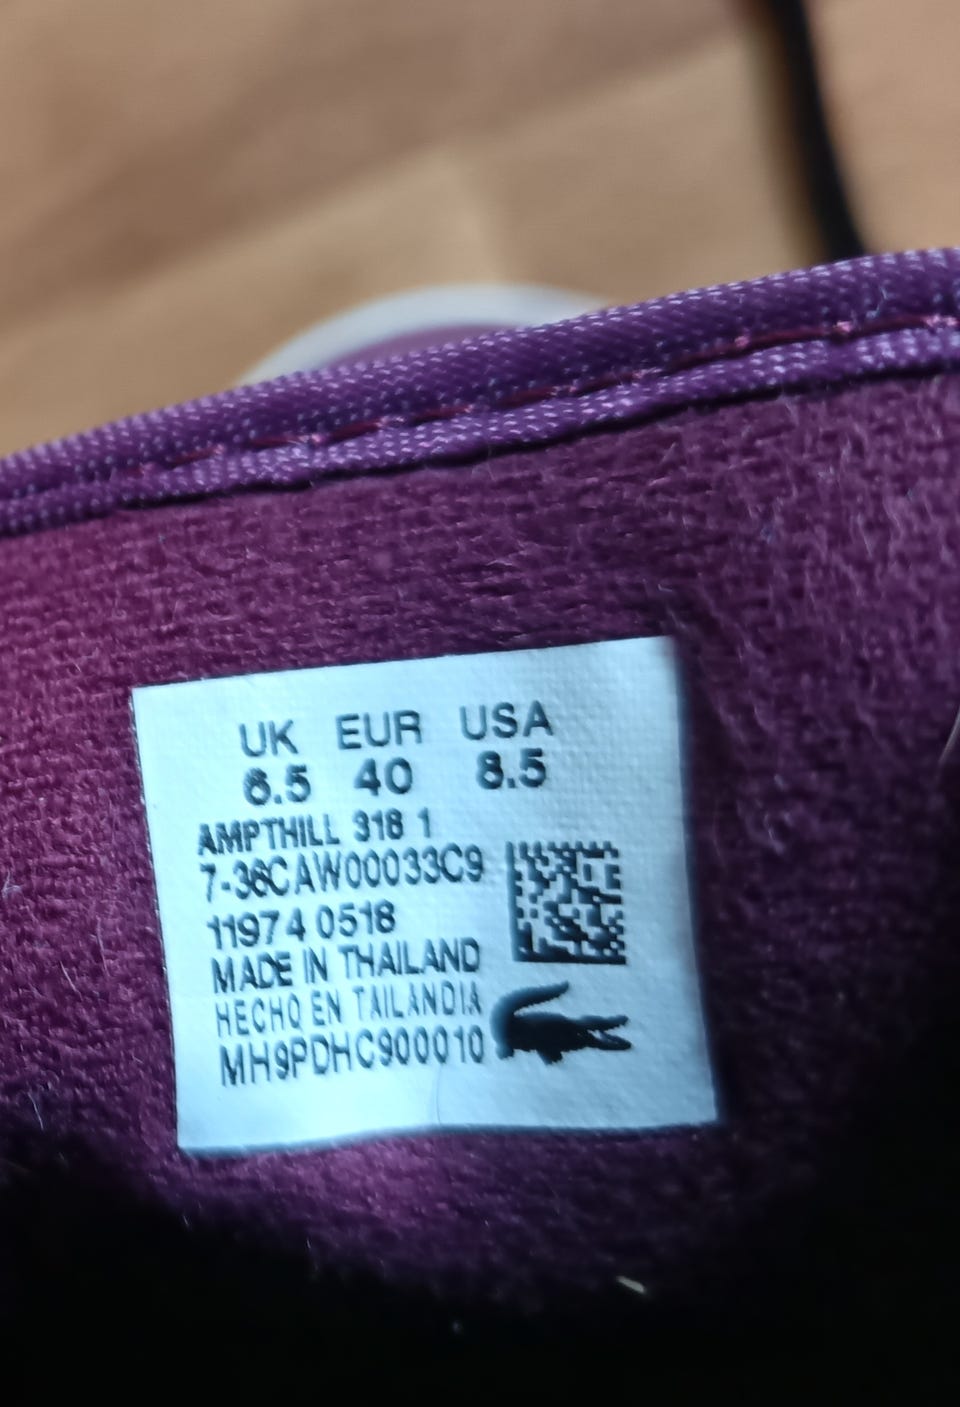 UK EUR USA
6.5 40 8.5
AMPTHILL 318 1
7-36CAW00033C9
11974 0518
MADE IN THAILAND
HECHO EN TAILANDIA
MH9PDHC900010